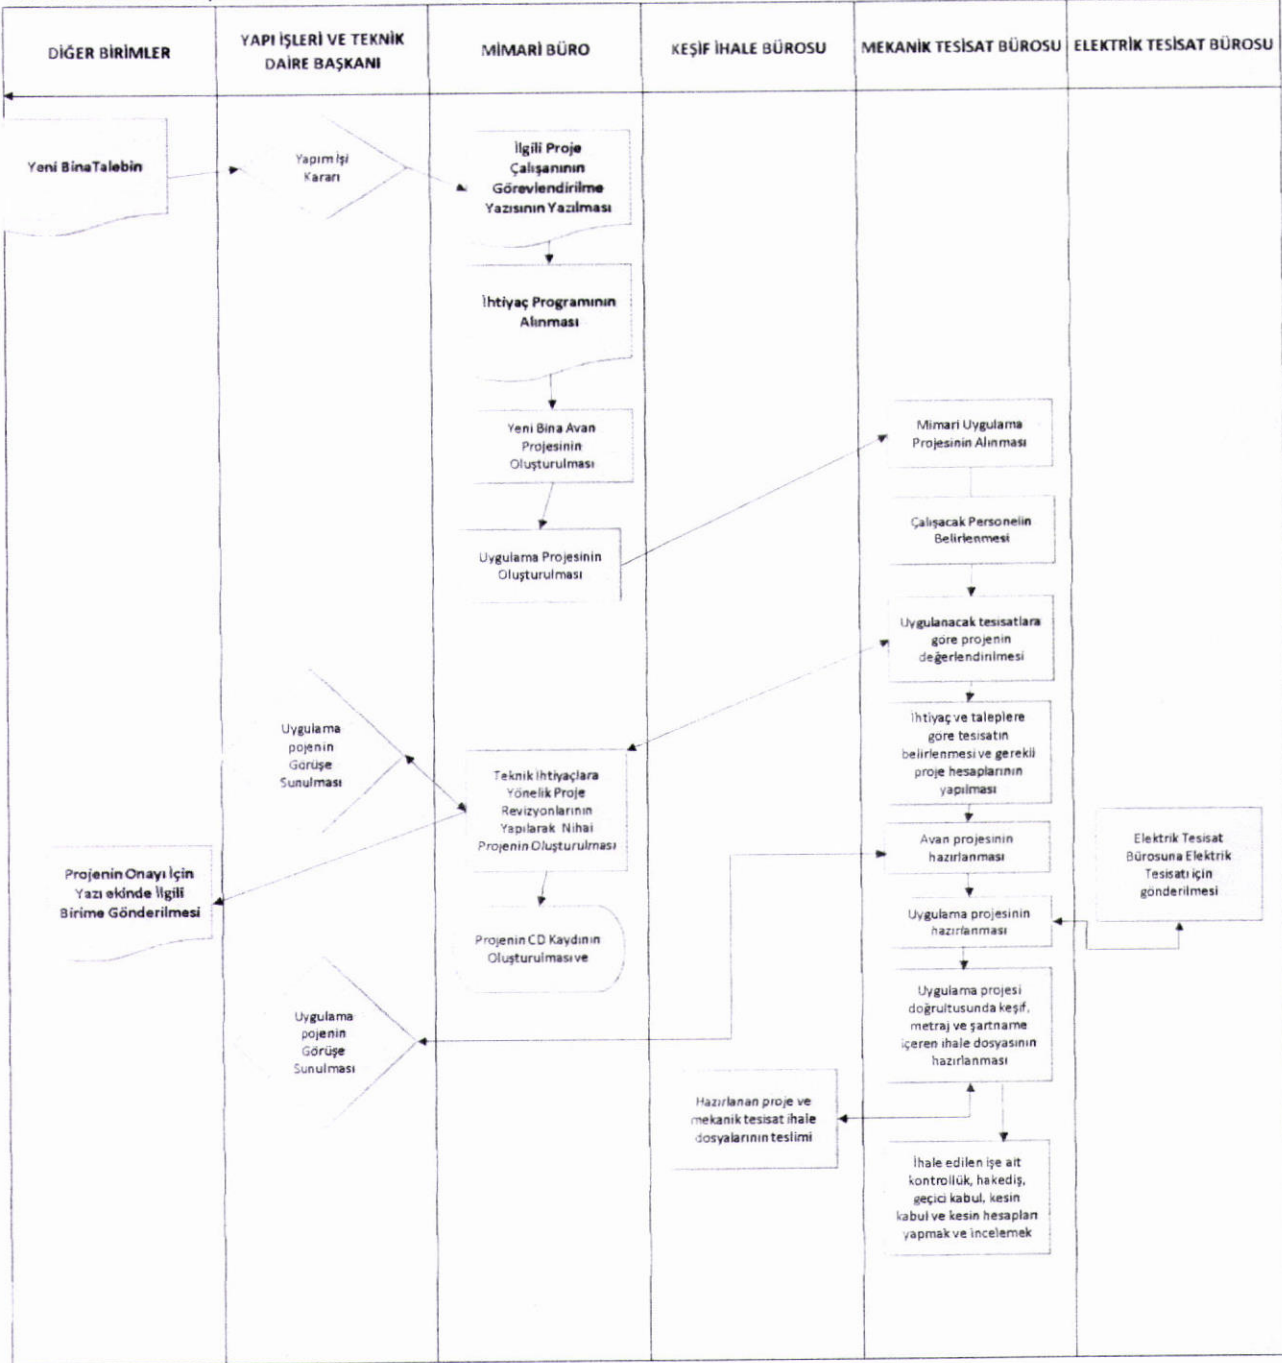 DİĞER BİRİMLER
YAPI İŞLERİ VE TEKNİK
DAİRE BAŞKANI
MİMARİ BÜRO
KEŞİF İHALE BÜROSU
MEKANİK TESİSAT BÜROSU
ELEKTRİK TESİSAT BÜROSU
Yeni BinaTalebin
Yapım İşi
Kararı
İlgili Proje
Çalışanının
Görevlendirilme
Yazısının Yazılması
İhtiyaç Programının
Alınması
Yeni Bina Avan
Projesinin
Oluşturulması
Uygulama Projesinin
Oluşturulması
Mimari Uygulama
Projesinin Alınması
Çalışacak Personelin
Belirlenmesi
Uygulanacak tesisatlara
göre projenin
değerlendirilmesi
İhtiyaç ve taleplere
göre tesisatın
belirlenmesi ve gerekli
proje hesaplarının
yapılması
Uygulama
pojenin
Görüşe
Sunulması
Teknik İhtiyaçlara
Yönelik Proje
Revizyonlarının
Yapılarak Nihai
Projenin Oluşturulması
Avan projesinin
hazırlanması
Elektrik Tesisat
Bürosuna Elektrik
Tesisatı için
gönderilmesi
Projenin Onayı İçin
Yazı ekinde İlgili
Birime Gönderilmesi
Projenin CD Kaydının
Oluşturulması ve
Uygulama projesinin
hazırlanması
Uygulama
pojenin
Görüşe
Sunulması
Uygulama projesi
doğrultusunda keşif,
metraj ve şartname
içeren ihale dosyasının
hazırlanması
Hazırlanan proje ve
mekanik tesisat ihale
dosyalarının teslimi
İhale edilen işe ait
kontrollük, hakediş,
geçici kabul, kesin
kabul ve kesin hesapları
yapmak ve incelemek